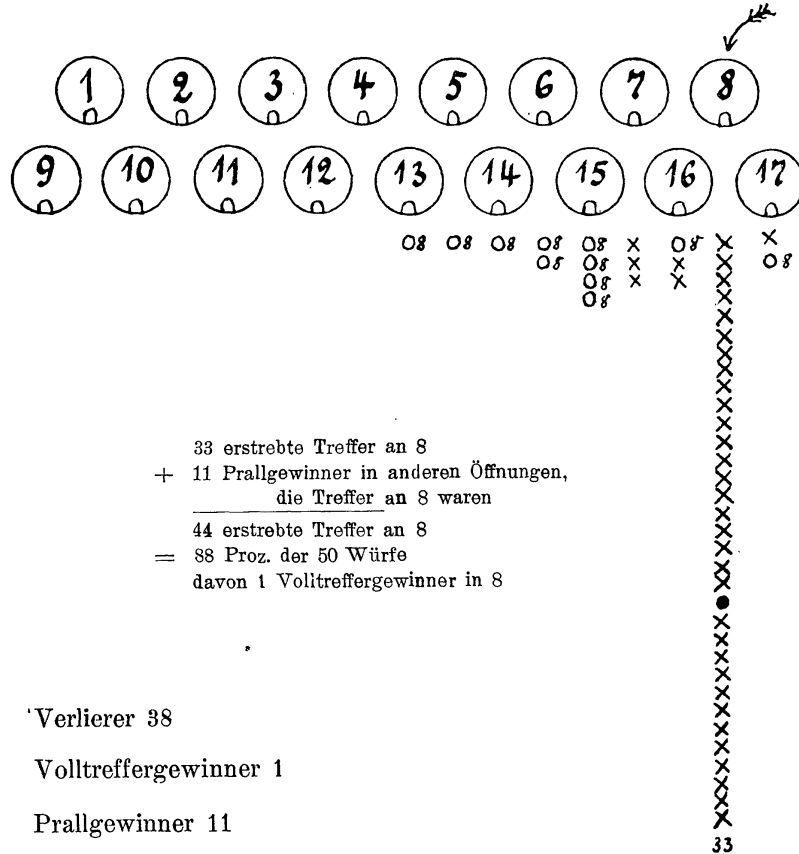 1 2 3 4 5 6 7 8
9 10 11 12 13 14 15 16 17
O8 O8 O8 O8 O8 × O8 × ×
O8 O8 × × × O8
O8 × × ×
O8 ×
33 erstrebte Treffer an 8
+ 11 Prallgewinner in anderen Öffnungen,
die Treffer an 8 waren
44 erstrebte Treffer an 8
= 88 Proz. der 50 Würfe
davon 1 Volltreffergewinner in 8
Verlierer 38
Volltreffergewinner 1
Prallgewinner 11
33